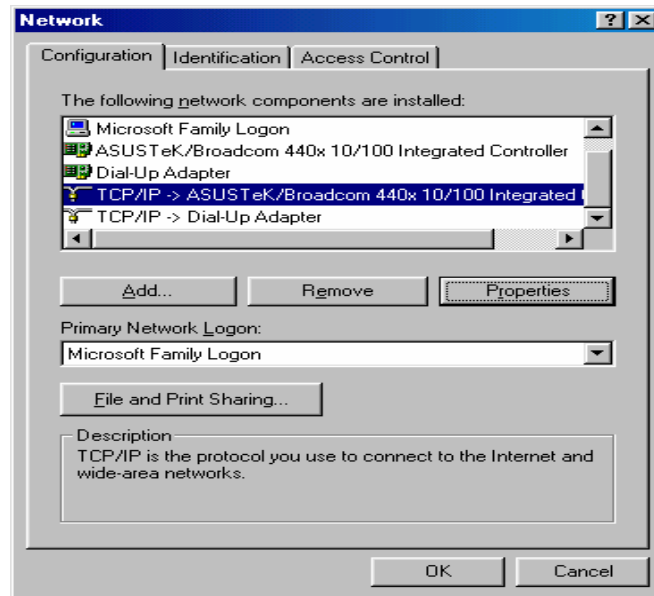 Network
Configuration Identification Access Control
The following network components are installed:
Microsoft Family Logon
ASUSTeK/Broadcom 440x 10/100 Integrated Controller
Dial-Up Adapter
TCP/IP -> ASUSTeK/Broadcom 440x 10/100 Integrated
TCP/IP -> Dial-Up Adapter
Add... Remove Properties
Primary Network Logon:
Microsoft Family Logon
File and Print Sharing...
Description
TCP/IP is the protocol you use to connect to the Internet and
wide-area networks.
OK Cancel